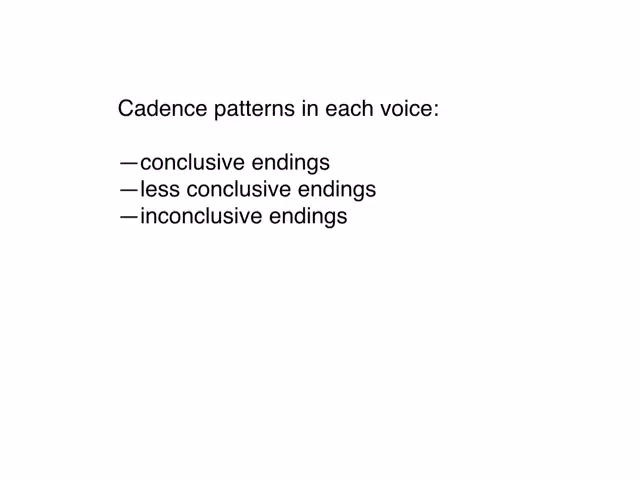 Cadence patterns in each voice:
—conclusive endings
—less conclusive endings
—inconclusive endings